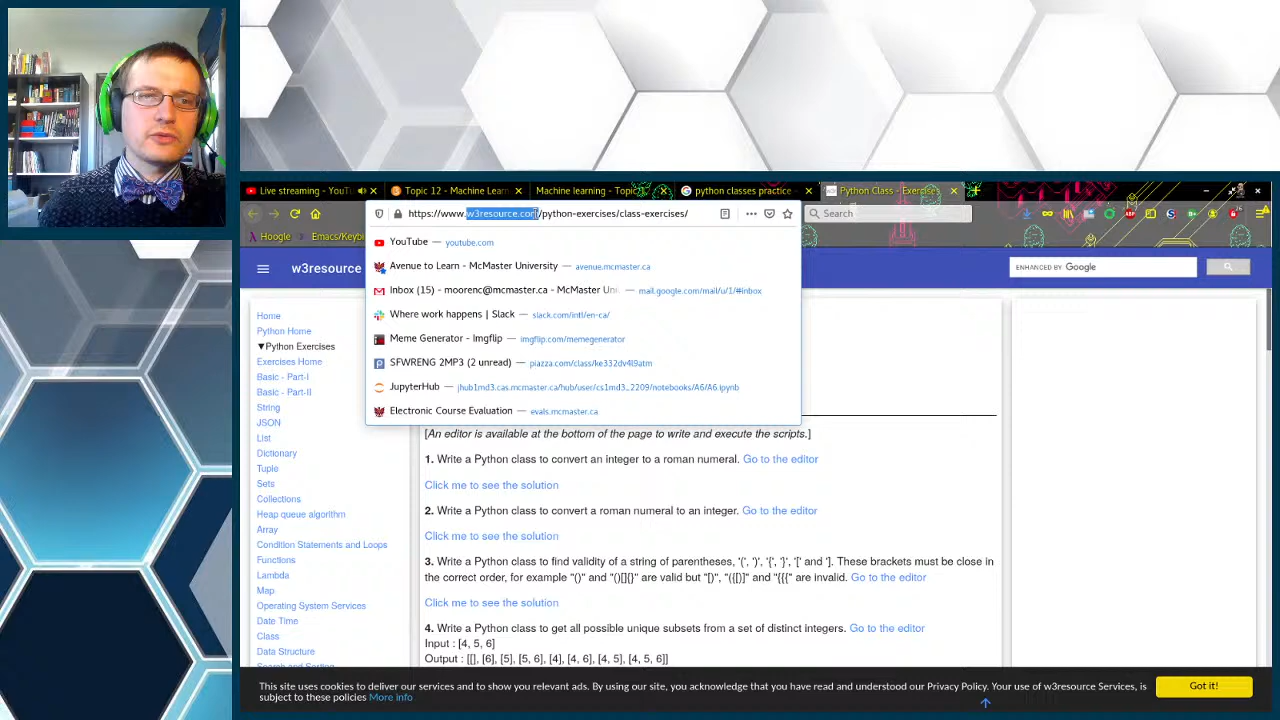 Live streaming - YouT
Topic 12 - Machine Learn
Machine learning - Topic
python classes practice -
Python Class - Exercises
https://www.w3resource.com/python-exercises/class-exercises/
Search
Hoogle
Emacs/Keybi
YouTube — youtube.com
Avenue to Learn - McMaster University — avenue.mcmaster.ca
Inbox (15) - moorenc@mcmaster.ca - McMaster Uni — mail.google.com/mail/u/1/#inbox
Where work happens | Slack — slack.com/intl/en-ca/
Meme Generator - Imgflip — imgflip.com/memegenerator
SFWRENG 2MP3 (2 unread) — piazza.com/class/ke332dv4l9atm
JupyterHub — jhub1md3.cas.mcmaster.ca/hub/user/cs1md3_2209/notebooks/A6/A6.ipynb
Electronic Course Evaluation — evals.mcmaster.ca
w3resource
ENHANCED BY Google
Home
Python Home
▼Python Exercises
Exercises Home
Basic - Part-I
Basic - Part-II
String
JSON
List
Dictionary
Tuple
Sets
Collections
Heap queue algorithm
Array
Condition Statements and Loops
Functions
Lambda
Map
Operating System Services
Date Time
Class
Data Structure
Search and Sorting
[An editor is available at the bottom of the page to write and execute the scripts.]
1. Write a Python class to convert an integer to a roman numeral. Go to the editor
Click me to see the solution
2. Write a Python class to convert a roman numeral to an integer. Go to the editor
Click me to see the solution
3. Write a Python class to find validity of a string of parentheses, '(', ')', '{', '}', '[' and ']. These brackets must be close in
the correct order, for example "()" and "()[]{}" are valid but "[)", "({[)]" and "{{{" are invalid. Go to the editor
Click me to see the solution
4. Write a Python class to get all possible unique subsets from a set of distinct integers. Go to the editor
Input : [4, 5, 6]
Output : [[], [6], [5], [5, 6], [4], [4, 6], [4, 5], [4, 5, 6]]
This site uses cookies to deliver our services and to show you relevant ads. By using our site, you acknowledge that you have read and understood our Privacy Policy. Your use of w3resource Services, is
subject to these policies More info
Got it!